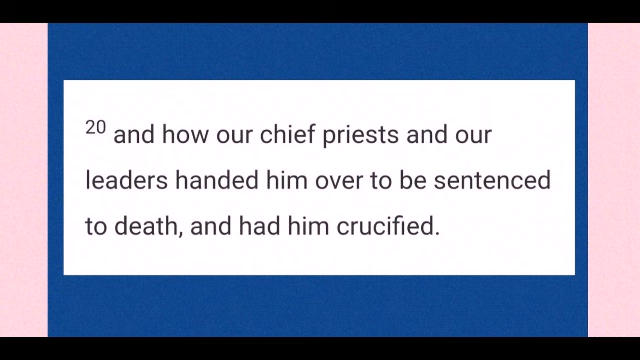 20 and how our chief priests and our
leaders handed him over to be sentenced
to death, and had him crucified.